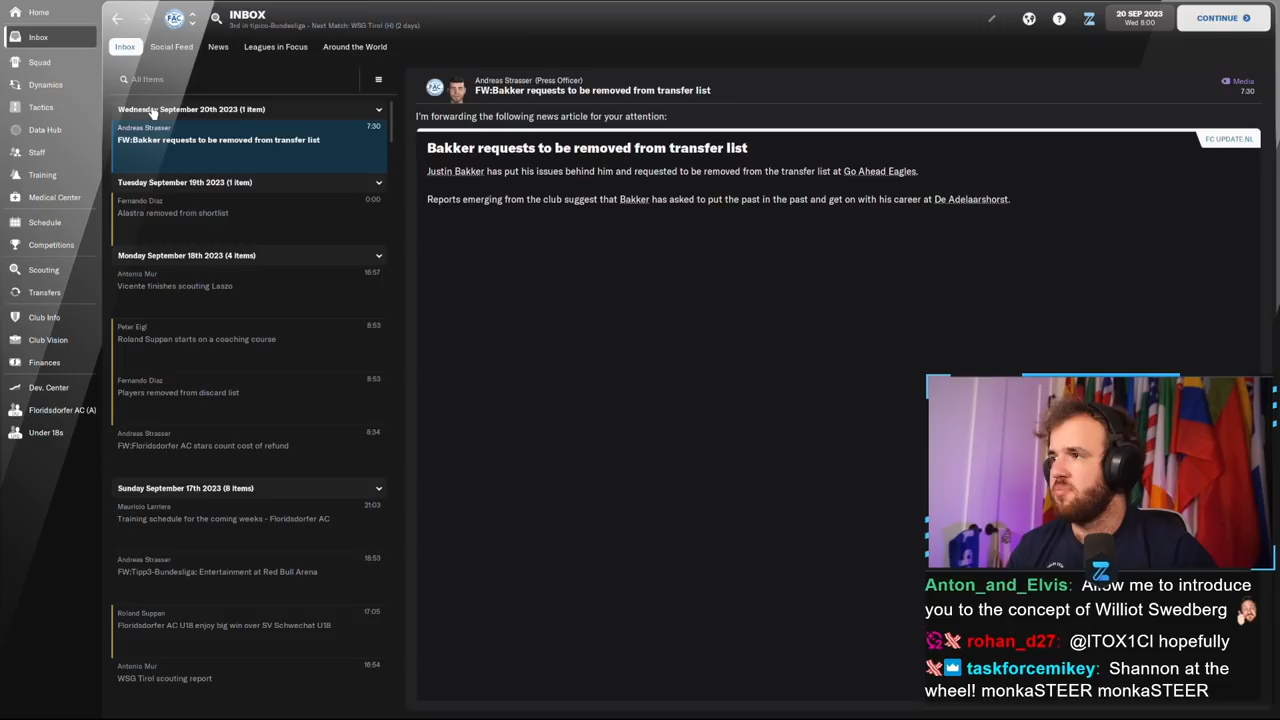 Home
Inbox
Squad
Dynamics
Tactics
Data Hub
Staff
Training
Medical Center
Schedule
Competitions
Scouting
Transfers
Club Info
Club Vision
Finances
Dev. Center
Floridsdorfer AC (A)
Under 18s
FAC
INBOX
3rd in tipico-Bundesliga - Next Match: WSG Tirol (H) (2 days)
20 SEP 2023
Wed 8:00
CONTINUE
Inbox
Social Feed
News
Leagues in Focus
Around the World
All Items
Wednesday September 20th 2023 (1 item)
Andreas Strasser
7:30
FW:Bakker requests to be removed from transfer list
Tuesday September 19th 2023 (1 item)
Fernando Diaz
0:00
Alastra removed from shortlist
Monday September 18th 2023 (4 items)
Antonio Mur
16:57
Vicente finishes scouting Laszo
Peter Eigl
8:53
Roland Suppan starts on a coaching course
Fernando Diaz
8:53
Players removed from discard list
Andreas Strasser
8:34
FW:Floridsdorfer AC stars count cost of refund
Sunday September 17th 2023 (8 items)
Mauricio Larriera
21:03
Training schedule for the coming weeks - Floridsdorfer AC
Andreas Strasser
18:53
FW:Tipp3-Bundesliga: Entertainment at Red Bull Arena
Roland Suppan
17:05
Floridsdorfer AC U18 enjoy big win over SV Schwechat U18
Antonio Mur
16:54
WSG Tirol scouting report
FAC
Andreas Strasser (Press Officer)
FW:Bakker requests to be removed from transfer list
Media
7:30
I'm forwarding the following news article for your attention:
Bakker requests to be removed from transfer list
FC UPDATE.NL
Justin Bakker has put his issues behind him and requested to be removed from the transfer list at Go Ahead Eagles.
Reports emerging from the club suggest that Bakker has asked to put the past in the past and get on with his career at De Adelaarshorst.
Anton_and_Elvis: Allow me to introduce
you to the concept of Williot Swedberg
rohan_d27: @ITOX1CI hopefully
taskforcemikey: Shannon at the
wheel! monkaSTEER monkaSTEER